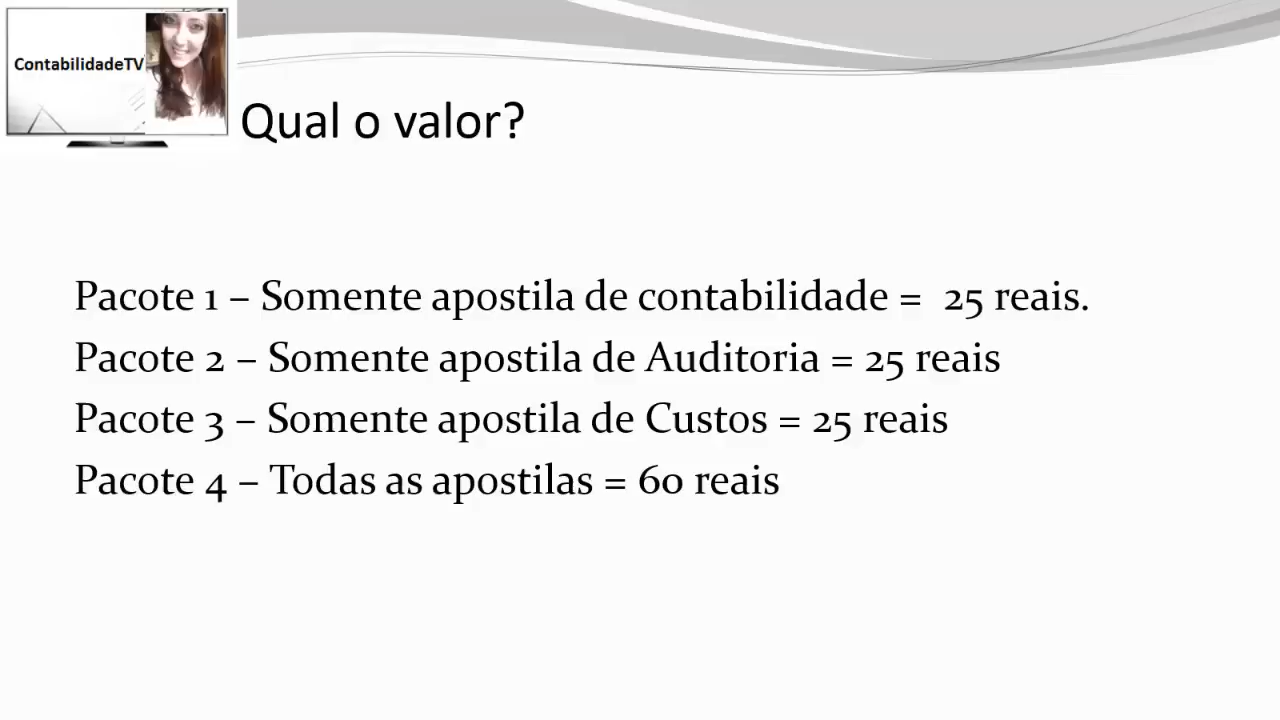 ContabilidadeTV
Qual o valor?
Pacote 1 – Somente apostila de contabilidade = 25 reais.
Pacote 2 – Somente apostila de Auditoria = 25 reais
Pacote 3 – Somente apostila de Custos = 25 reais
Pacote 4 – Todas as apostilas = 60 reais